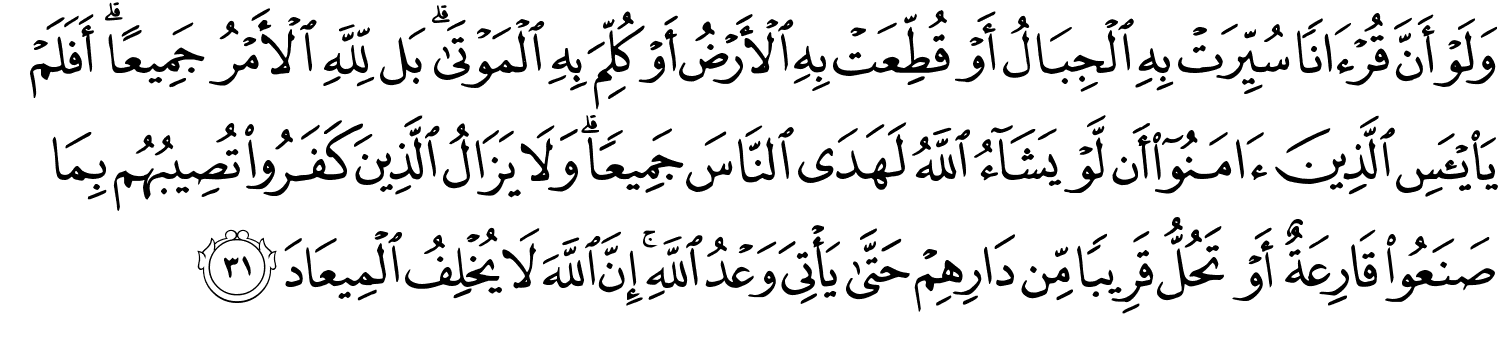 وَلَوْ أَنَّ قُرْءَانًا سُيِّرَتْ بِهِ ٱلْجِبَالُ أَوْ قُطِّعَتْ بِهِ ٱلْأَرْضُ أَوْ كُلِّمَ بِهِ ٱلْمَوْتَىٰ ۗ بَل لِّلَّهِ ٱلْأَمْرُ جَمِيعًا ۗ أَفَلَمْ
يَا۟يْـَٔسِ ٱلَّذِينَ ءَامَنُوٓا۟ أَن لَّوْ يَشَآءُ ٱللَّهُ لَهَدَى ٱلنَّاسَ جَمِيعًا ۗ وَلَا يَزَالُ ٱلَّذِينَ كَفَرُوا۟ تُصِيبُهُم بِمَا
صَنَعُوا۟ قَارِعَةٌ أَوْ تَحُلُّ قَرِيبًا مِّن دَارِهِمْ حَتَّىٰ يَأْتِىَ وَعْدُ ٱللَّهِ ۚ إِنَّ ٱللَّهَ لَا يُخْلِفُ ٱلْمِيعَادَ ٣١